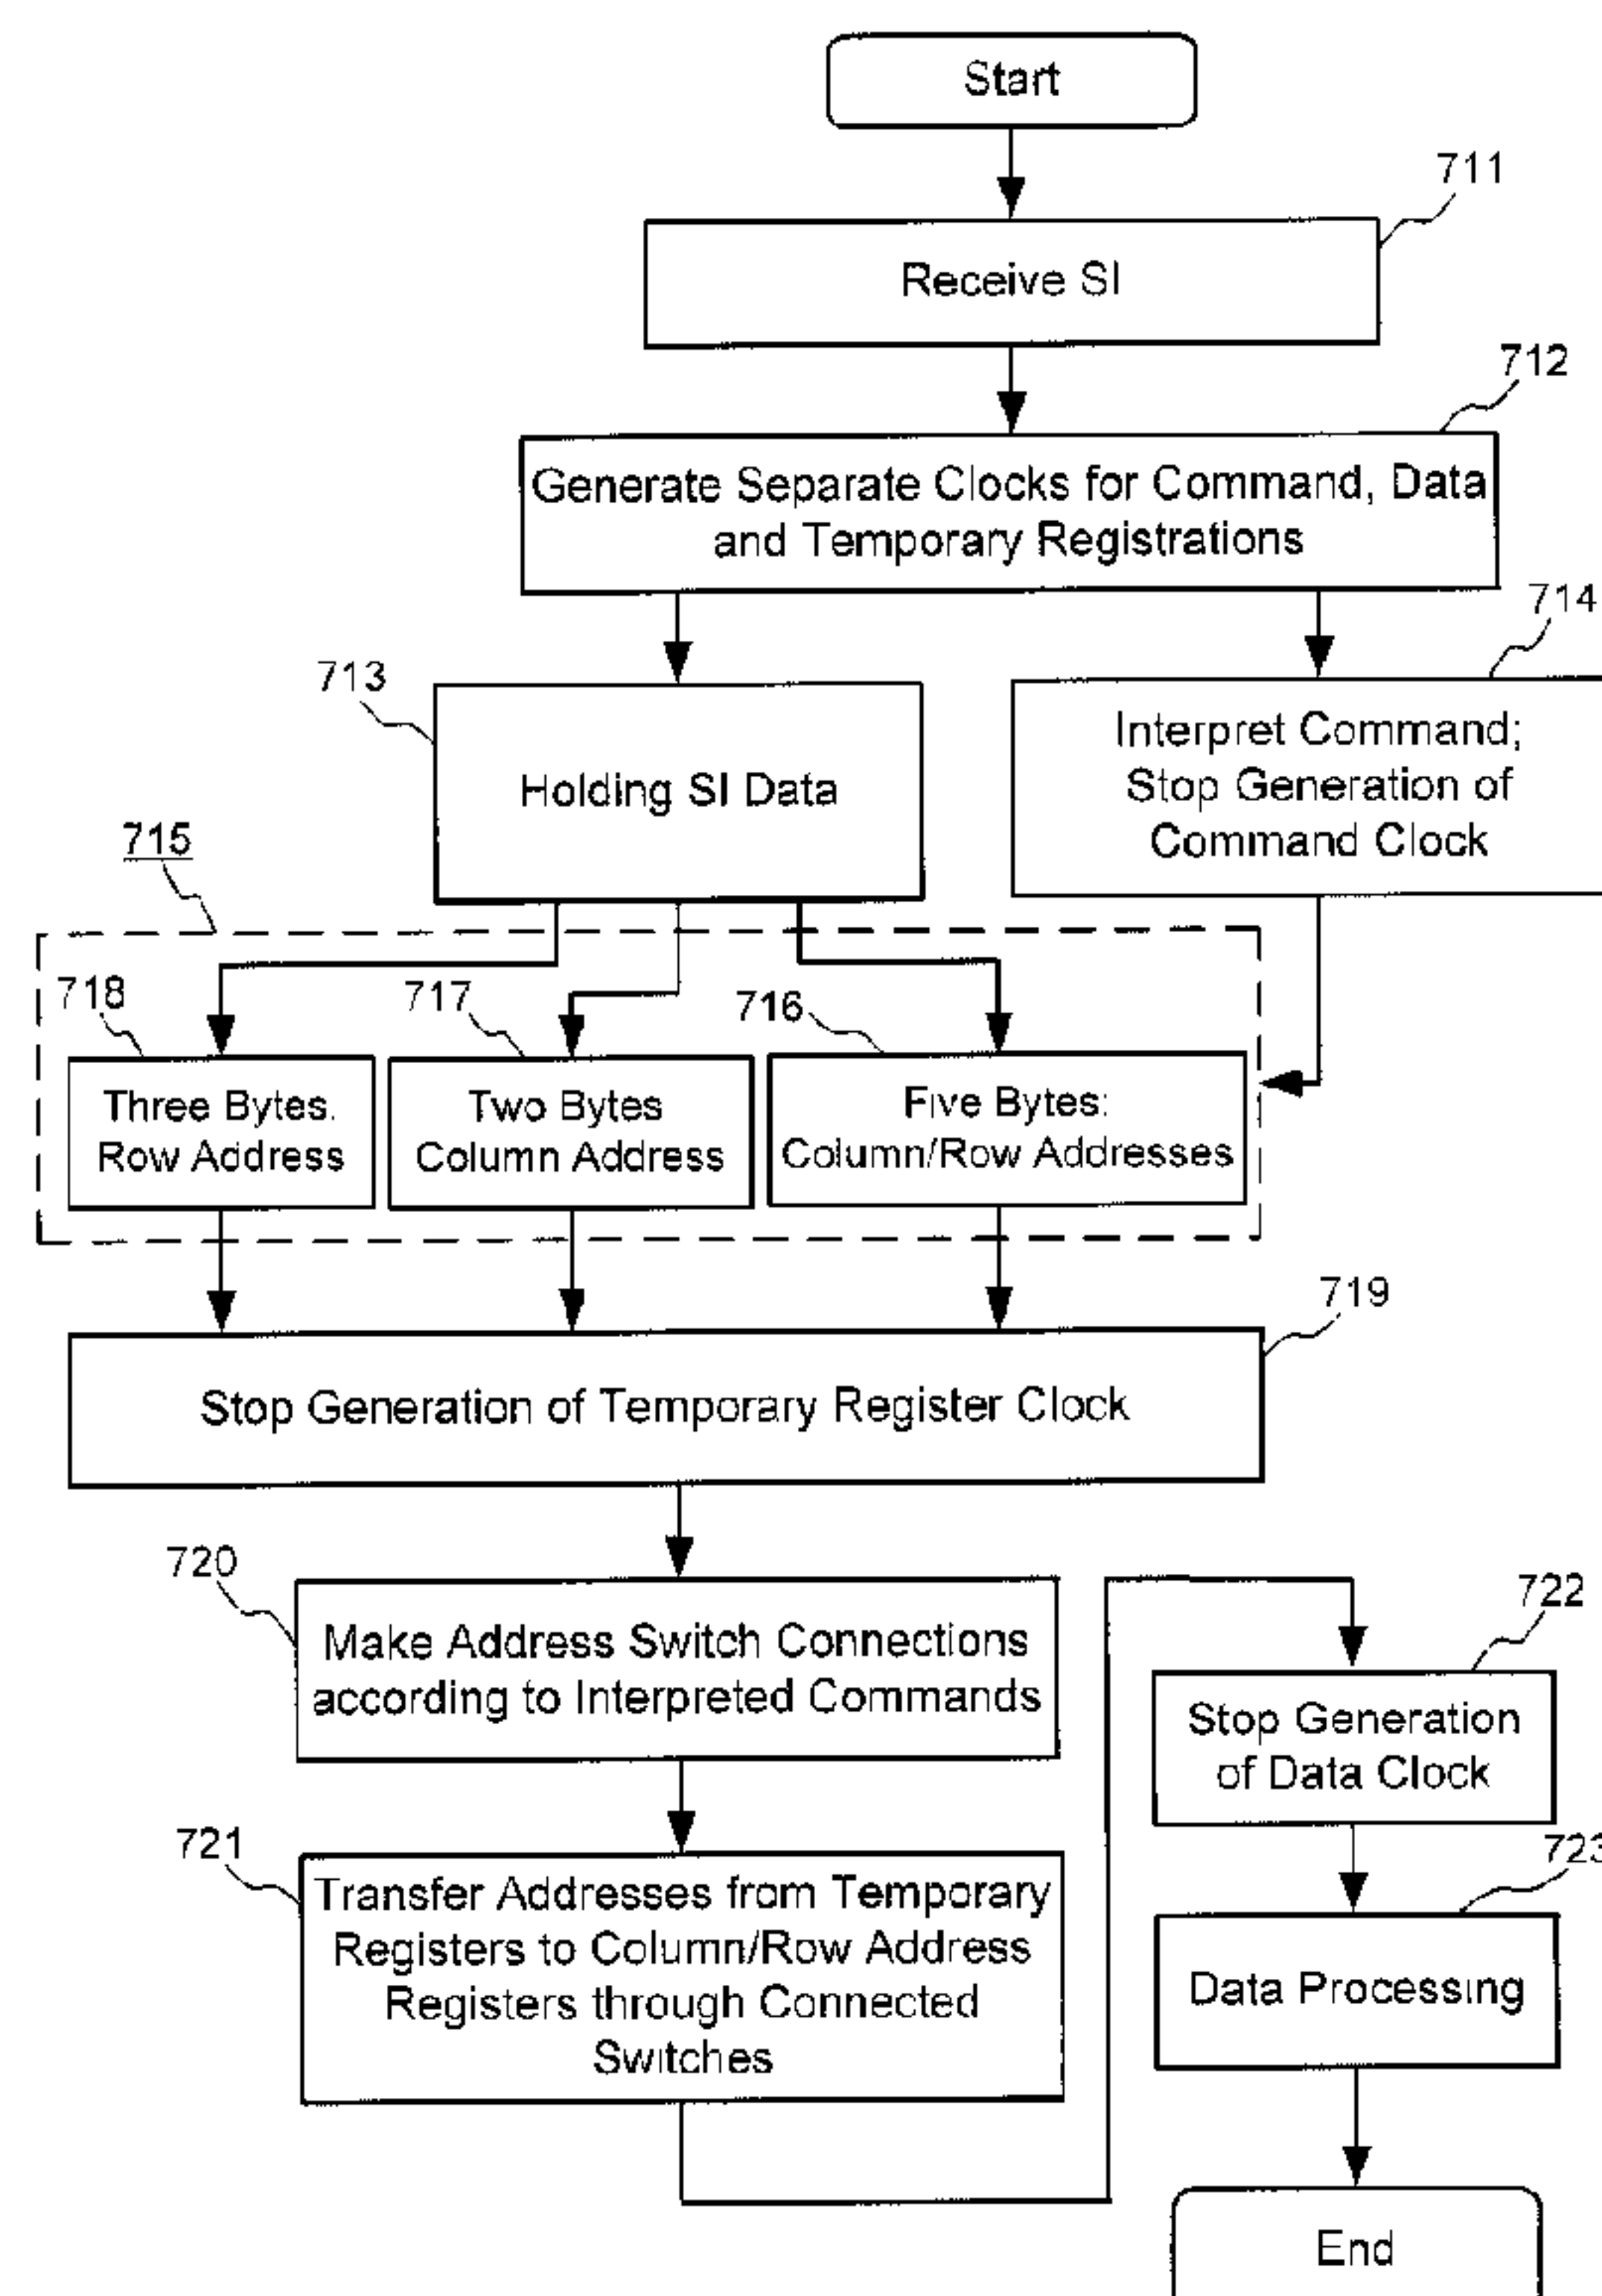 Start
711
Receive SI
712
Generate Separate Clocks for Command, Data
and Temporary Registrations
713
Holding SI Data
714
Interpret Command;
Stop Generation of
Command Clock
715
718
Three Bytes.
Row Address
717
Two Bytes
Column Address
716
Five Bytes:
Column/Row Addresses
719
Stop Generation of Temporary Register Clock
720
Make Address Switch Connections
according to Interpreted Commands
721
Transfer Addresses from Temporary
Registers to Column/Row Address
Registers through Connected
Switches
722
Stop Generation
of Data Clock
723
Data Processing
End